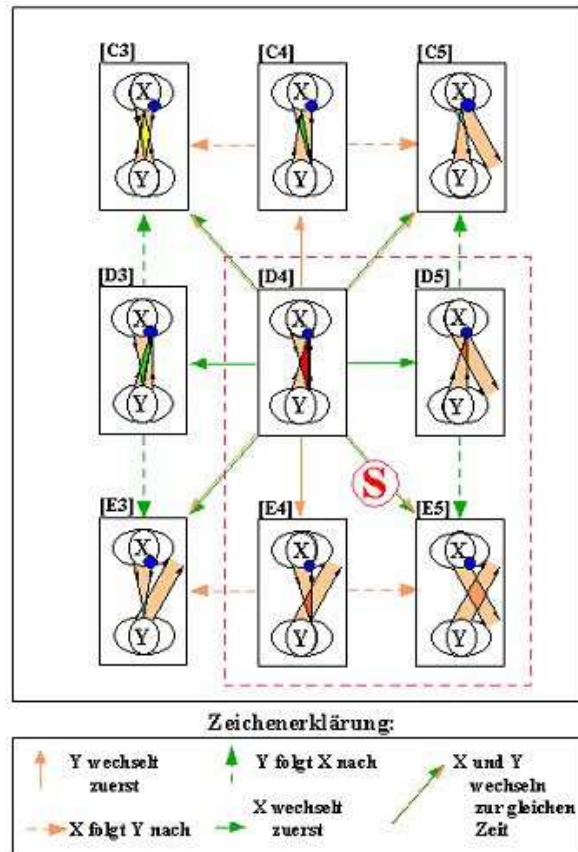 [C3] [C4] [C5]
X X X
Y Y Y
[D3] [D4] [D5]
X X X
Y Y Y
S
[E3] [E4] [E5]
X X X
Y Y Y
Zeichenerklärung:
Y wechselt
zuerst
Y folgt X nach
X und Y
wechseln
zur gleichen
Zeit
X folgt Y nach
X wechselt
zuerst